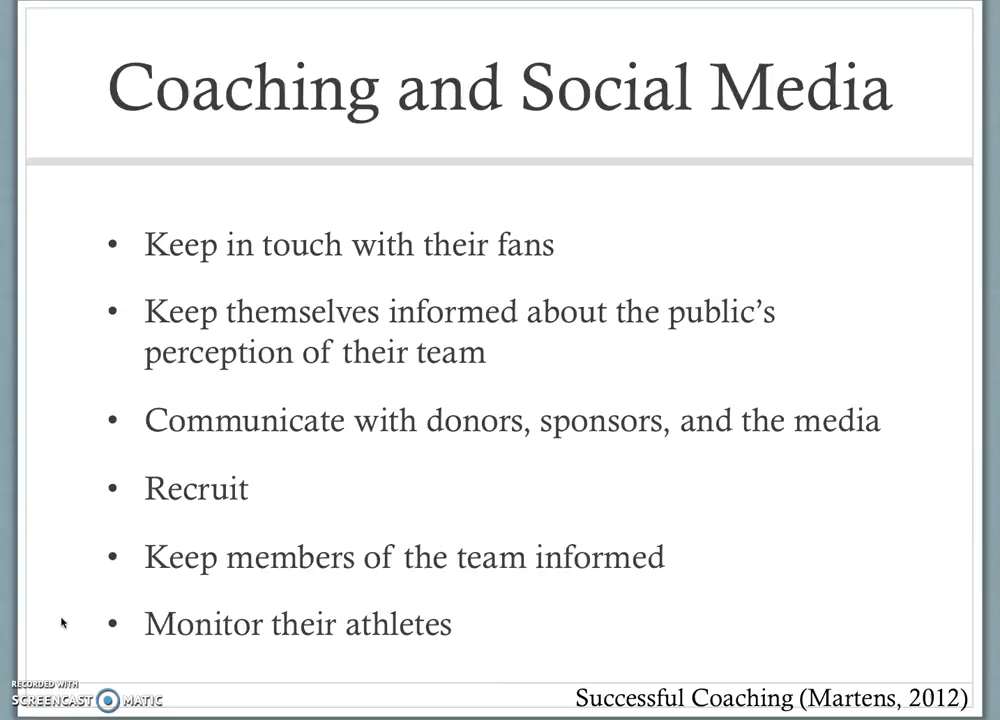 Coaching and Social Media
• Keep in touch with their fans
• Keep themselves informed about the public's
perception of their team
• Communicate with donors, sponsors, and the media
• Recruit
• Keep members of the team informed
• Monitor their athletes
RECORDED WITH
SCREENCAST MATIC
Successful Coaching (Martens, 2012)